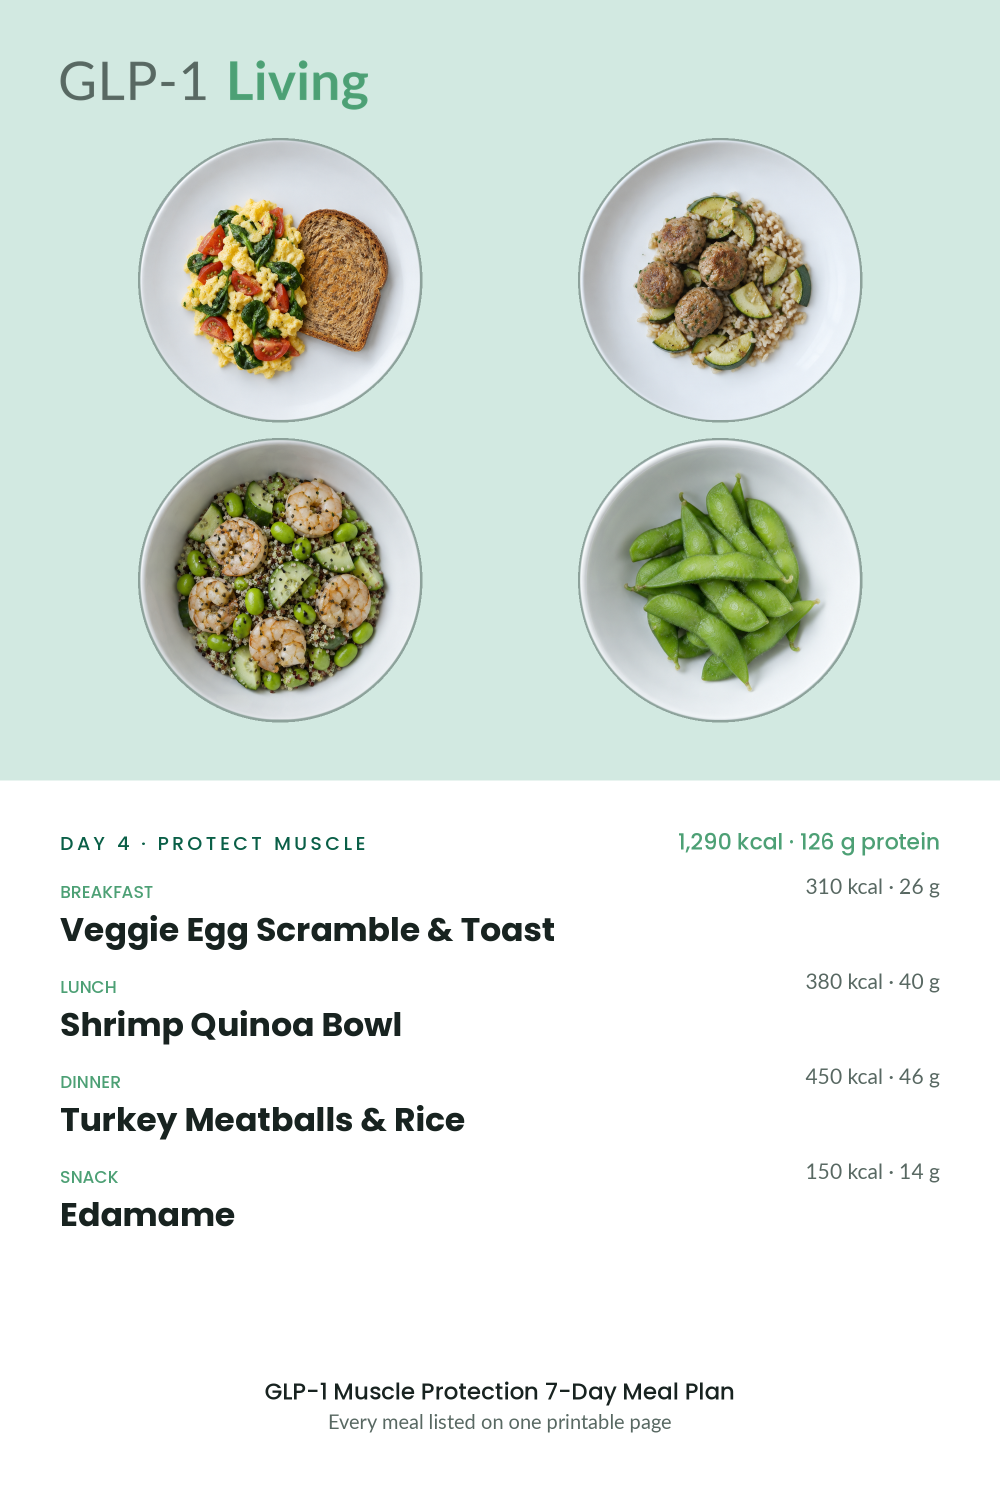 GLP-1 Living
DAY 4 · PROTECT MUSCLE
1,290 kcal · 126 g protein
BREAKFAST
310 kcal · 26 g
Veggie Egg Scramble & Toast
LUNCH
380 kcal · 40 g
Shrimp Quinoa Bowl
DINNER
450 kcal · 46 g
Turkey Meatballs & Rice
SNACK
150 kcal · 14 g
Edamame
GLP-1 Muscle Protection 7-Day Meal Plan
Every meal listed on one printable page